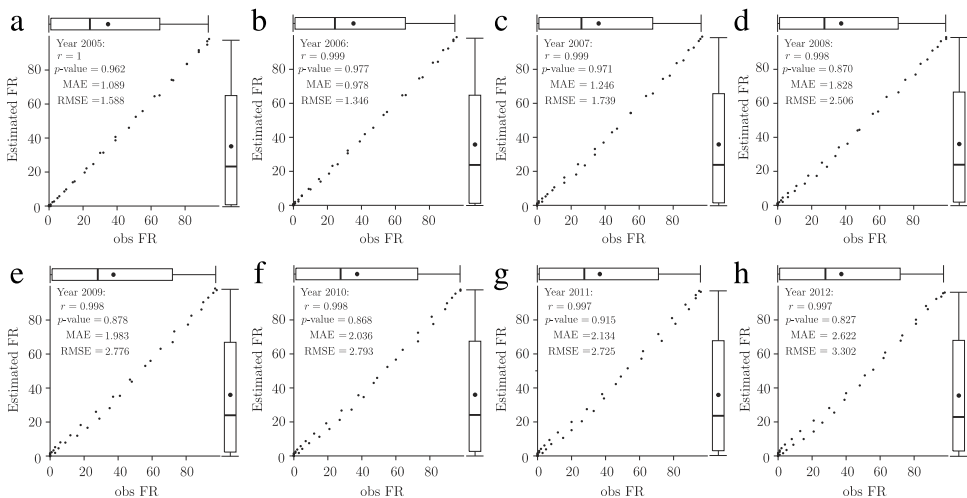 a
Year 2005:
r = 1
p-value = 0.962
MAE = 1.089
RMSE = 1.588
Estimated FR
80
60
40
20
0
0 20 40 60 80
obs FR
b
Year 2006:
r = 0.999
p-value = 0.977
MAE = 0.978
RMSE = 1.346
80
60
40
20
0
0 20 40 60 80
obs FR
c
Year 2007:
r = 0.999
p-value = 0.971
MAE = 1.246
RMSE = 1.739
80
60
40
20
0
0 20 40 60 80
obs FR
d
Year 2008:
r = 0.998
p-value = 0.870
MAE = 1.828
RMSE = 2.506
Estimated FR
80
60
40
20
0
0 20 40 60 80
obs FR
e
Year 2009:
r = 0.998
p-value = 0.878
MAE = 1.983
RMSE = 2.776
Estimated FR
80
60
40
20
0
0 20 40 60 80
obs FR
f
Year 2010:
r = 0.998
p-value = 0.868
MAE = 2.036
RMSE = 2.793
80
60
40
20
0
0 20 40 60 80
obs FR
g
Year 2011:
r = 0.997
p-value = 0.915
MAE = 2.134
RMSE = 2.725
80
60
40
20
0
0 20 40 60 80
obs FR
h
Year 2012:
r = 0.997
p-value = 0.827
MAE = 2.622
RMSE = 3.302
Estimated FR
80
60
40
20
0
0 20 40 60 80
obs FR